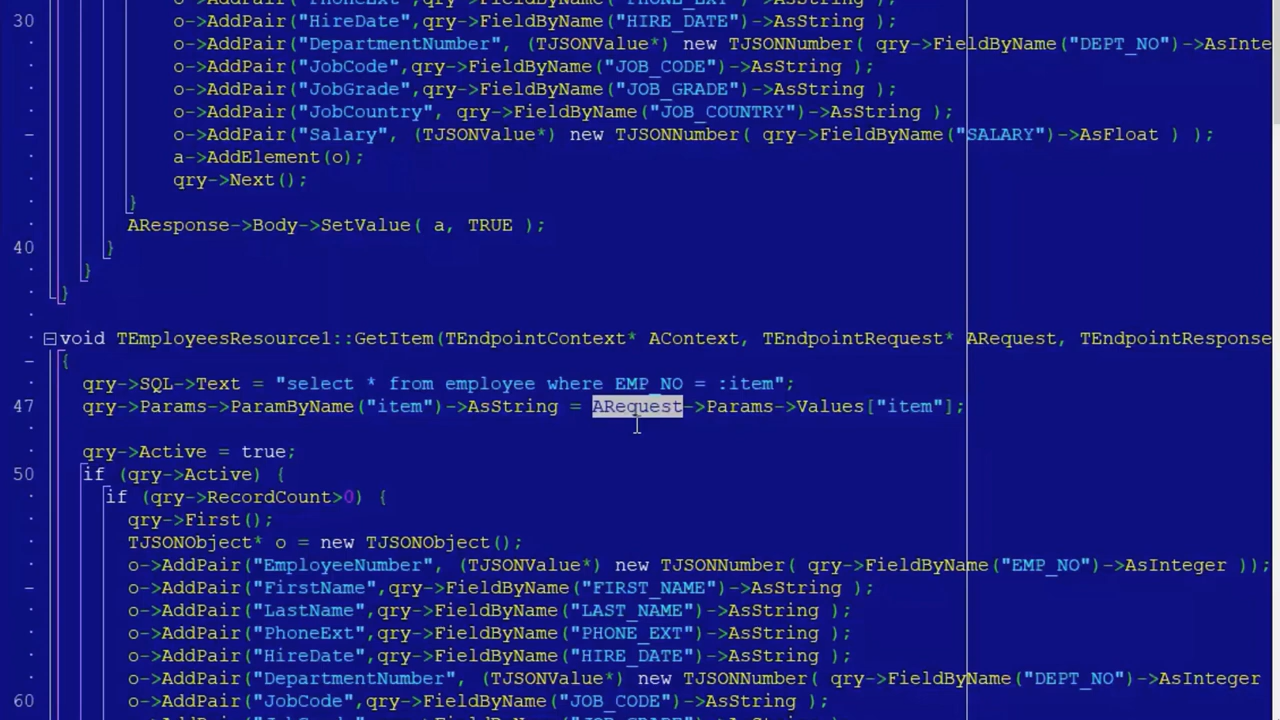 o->AddPair("PhoneExt",qry->FieldByName("PHONE_EXT")->AsString );
30 o->AddPair("HireDate",qry->FieldByName("HIRE_DATE")->AsString );
o->AddPair("DepartmentNumber", (TJSONValue*) new TJSONNumber( qry->FieldByName("DEPT_NO")->AsInte
o->AddPair("JobCode",qry->FieldByName("JOB_CODE")->AsString );
o->AddPair("JobGrade",qry->FieldByName("JOB_GRADE")->AsString );
o->AddPair("JobCountry", qry->FieldByName("JOB_COUNTRY")->AsString );
o->AddPair("Salary", (TJSONValue*) new TJSONNumber( qry->FieldByName("SALARY")->AsFloat ) );
a->AddElement(o);
qry->Next();
}
AResponse->Body->SetValue( a, TRUE );
40 }
}
}
void TEmployeesResource1::GetItem(TEndpointContext* AContext, TEndpointRequest* ARequest, TEndpointResponse
{
qry->SQL->Text = "select * from employee where EMP_NO = :item";
47 qry->Params->ParamByName("item")->AsString = ARequest->Params->Values["item"];
qry->Active = true;
50 if (qry->Active) {
if (qry->RecordCount>0) {
qry->First();
TJSONObject* o = new TJSONObject();
o->AddPair("EmployeeNumber", (TJSONValue*) new TJSONNumber( qry->FieldByName("EMP_NO")->AsInteger ));
o->AddPair("FirstName",qry->FieldByName("FIRST_NAME")->AsString );
o->AddPair("LastName",qry->FieldByName("LAST_NAME")->AsString );
o->AddPair("PhoneExt",qry->FieldByName("PHONE_EXT")->AsString );
o->AddPair("HireDate",qry->FieldByName("HIRE_DATE")->AsString );
o->AddPair("DepartmentNumber", (TJSONValue*) new TJSONNumber( qry->FieldByName("DEPT_NO")->AsInteger
60 o->AddPair("JobCode",qry->FieldByName("JOB_CODE")->AsString );